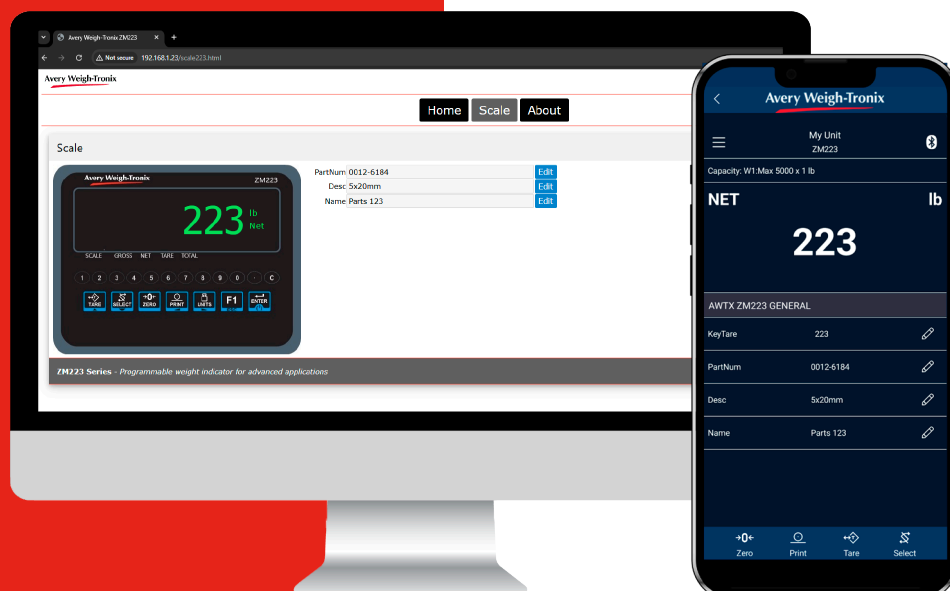 Avery Weigh-Tronix ZM223
Not secure 192.168.1.23/scale223.html
Avery Weigh-Tronix
Home Scale About
Scale
Avery Weigh-Tronix ZM223
223 lb Net
SCALE GROSS NET TARE TOTAL
1 2 3 4 5 6 7 8 9 0 . C
TARE SELECT ZERO PRINT UNITS F1 ENTER
PartNum 0012-6184 Edit
Desc 5x20mm Edit
Name Parts 123 Edit
ZM223 Series - Programmable weight indicator for advanced applications
Avery Weigh-Tronix
My Unit
ZM223
Capacity: W1:Max 5000 x 1 lb
NET lb
223
AWTX ZM223 GENERAL
KeyTare 223
PartNum 0012-6184
Desc 5x20mm
Name Parts 123
Zero Print Tare Select